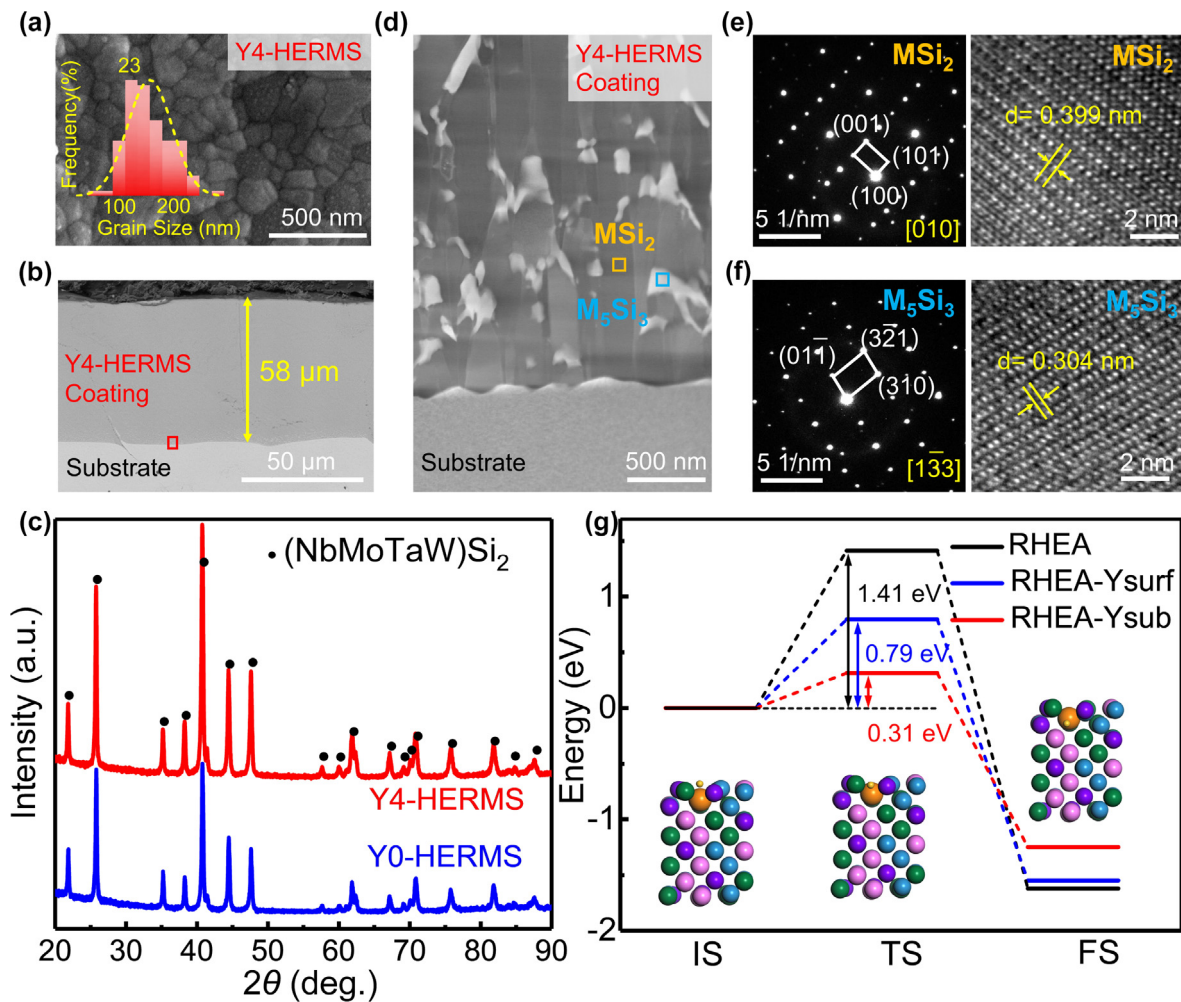 (a)
Y4-HERMS
23
Frequency(%)
100 200
Grain Size (nm)
500 nm
(b)
Y4-HERMS
Coating
58 μm
Substrate
50 μm
(d)
Y4-HERMS
Coating
MSi₂
M₅Si₃
Substrate
500 nm
(e)
MSi₂
(001)
(101)
(100)
5 1/nm
[010]
MSi₂
d= 0.399 nm
2 nm
(f)
M₅Si₃
(32̅1)
(011̅)
(310)
5 1/nm
[13̅3̅]
M₅Si₃
d= 0.304 nm
2 nm
(c)
• (NbMoTaW)Si₂
Intensity (a.u.)
Y4-HERMS
Y0-HERMS
20 30 40 50 60 70 80 90
2θ (deg.)
(g)
RHEA
RHEA-Ysurf
RHEA-Ysub
1.41 eV
0.79 eV
0.31 eV
Energy (eV)
1
0
-1
-2
IS TS FS